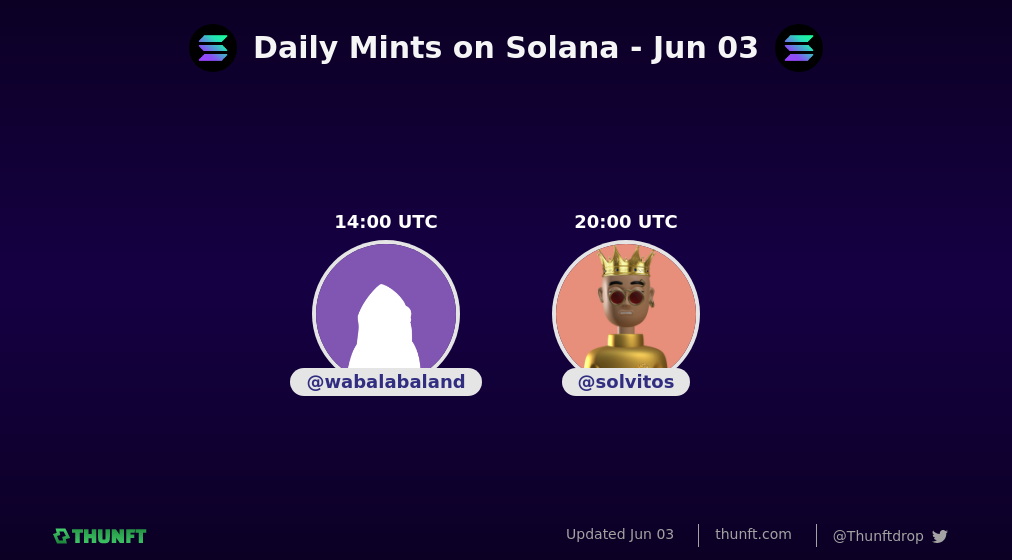 Daily Mints on Solana - Jun 03
14:00 UTC
20:00 UTC
@wabalabaland
@solvitos
THUNFT
Updated Jun 03
thunft.com
@Thunftdrop